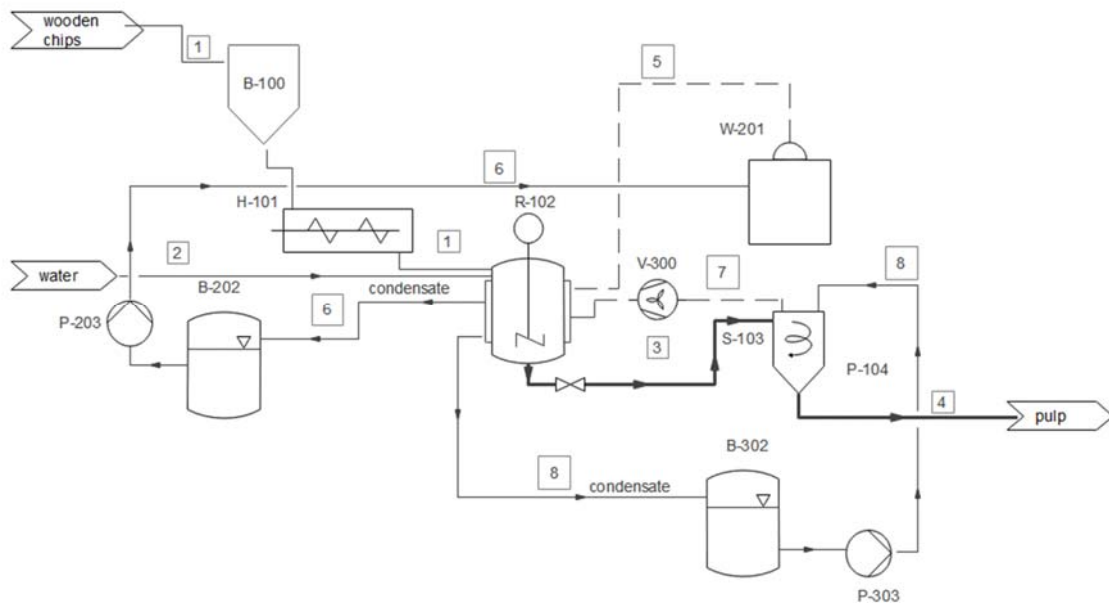 wooden
chips
1
B-100
5
W-201
6
H-101
R-102
1
2
V-300
7
8
water
B-202
condensate
P-203
6
3
S-103
P-104
4
pulp
B-302
8
condensate
P-303